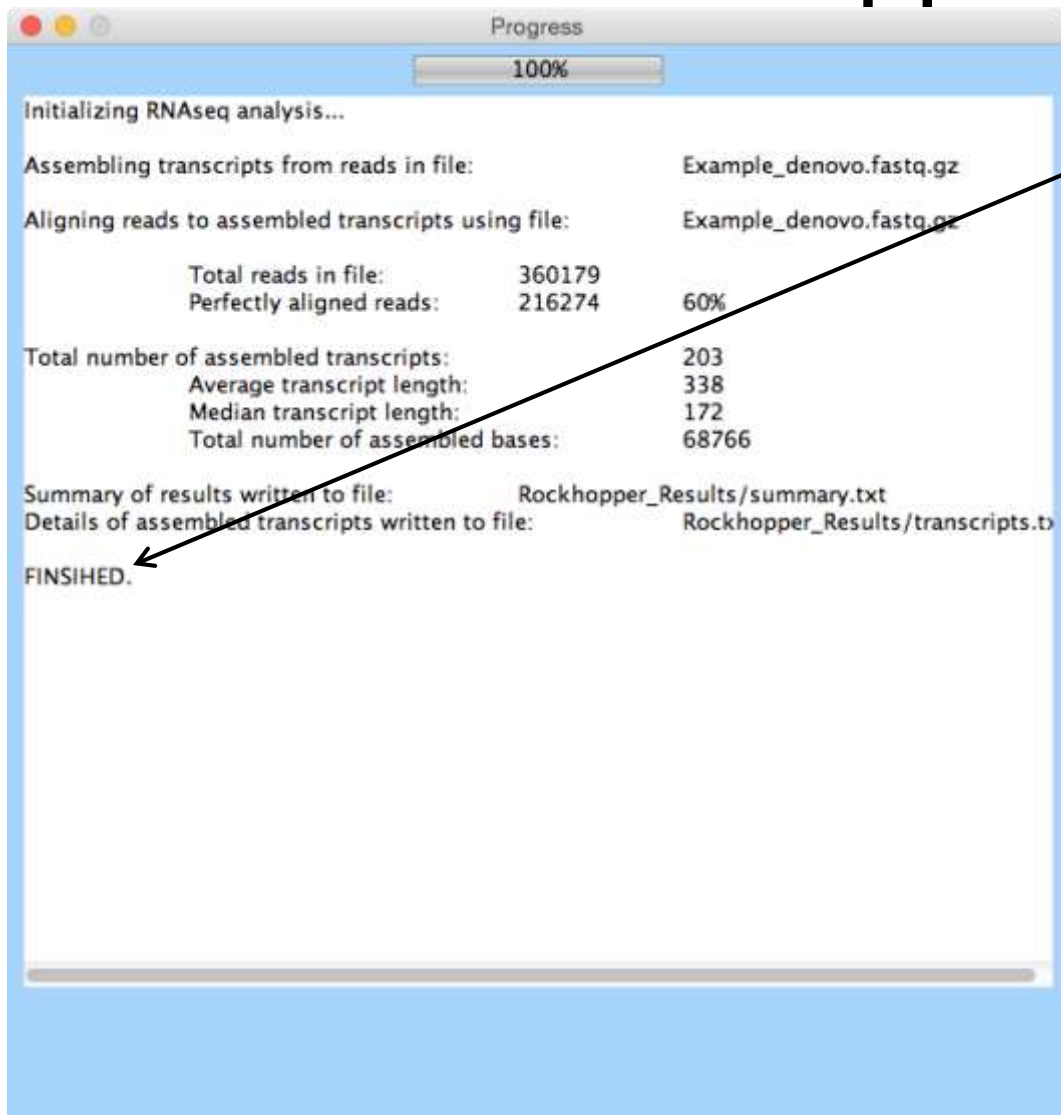 Progress
100%
Initializing RNAseq analysis...
Assembling transcripts from reads in file: Example_denovo.fastq.gz
Aligning reads to assembled transcripts using file: Example_denovo.fastq.gz
Total reads in file: 360179
Perfectly aligned reads: 216274 60%
Total number of assembled transcripts: 203
Average transcript length: 338
Median transcript length: 172
Total number of assembled bases: 68766
Summary of results written to file: Rockhopper_Results/summary.txt
Details of assembled transcripts written to file: Rockhopper_Results/transcripts.t
FINSIHED.